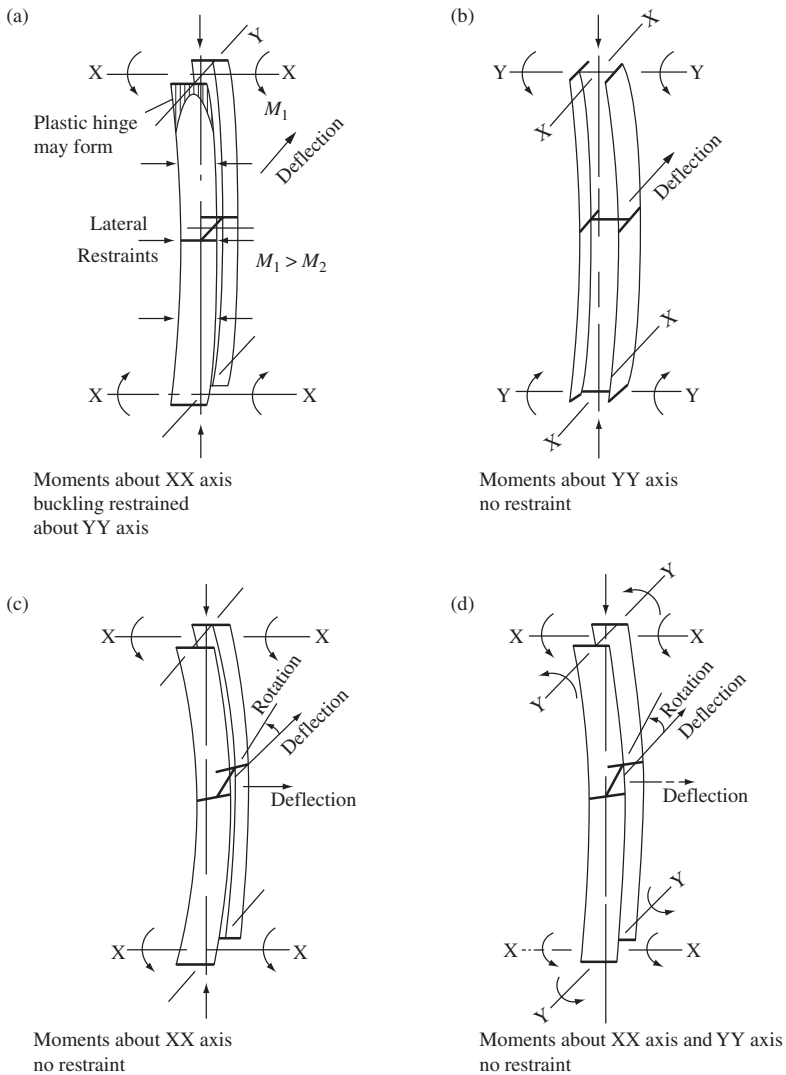 (a)
Y
X
X
M1
Plastic hinge
may form
Deflection
Lateral
Restraints
M1 > M2
X
X
Moments about XX axis
buckling restrained
about YY axis
(b)
X
Y
Y
X
Deflection
X
Y
Y
X
Moments about YY axis
no restraint
(c)
X
X
Rotation
Deflection
Deflection
X
X
Moments about XX axis
no restraint
(d)
Y
X
X
Y
Rotation
Deflection
Deflection
Y
X
X
Y
Moments about XX axis and YY axis
no restraint